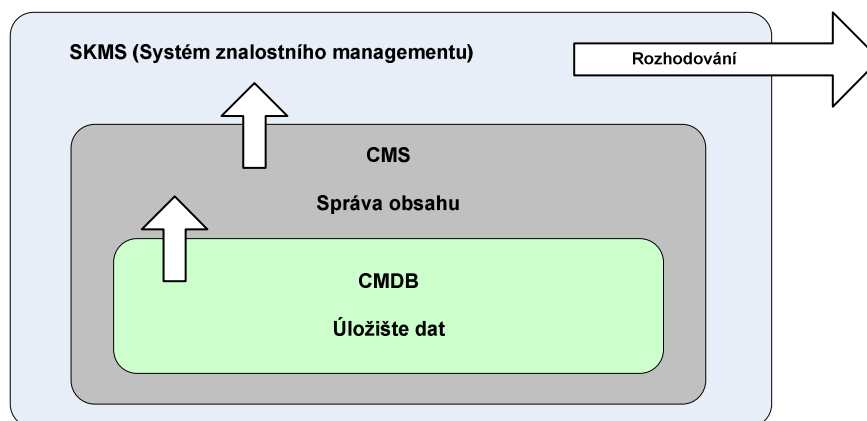 SKMS (Systém znalostního managementu)
Rozhodování
CMS
Správa obsahu
CMDB
Úložište dat